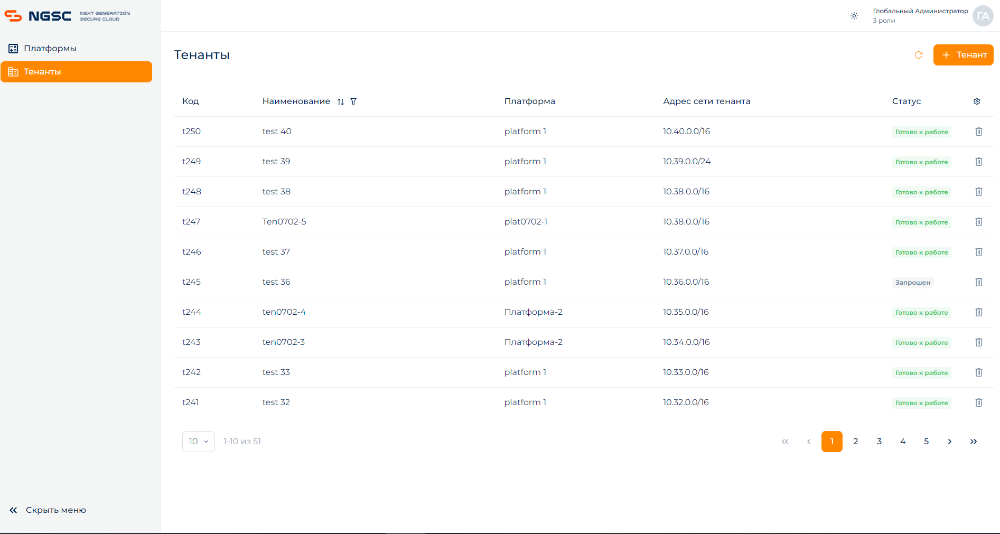 NGSC
NEXT GENERATION
SECURE CLOUD
Глобальный Администратор
3 роли
ГА
Платформы
Тенанты
Тенанты
+ Тенант
Код Наименование Платформа Адрес сети тенанта Статус
t250 test 40 platform 1 10.40.0.0/16 Готово к работе
t249 test 39 platform 1 10.39.0.0/24 Готово к работе
t248 test 38 platform 1 10.38.0.0/16 Готово к работе
t247 Ten0702-5 plat0702-1 10.38.0.0/16 Готово к работе
t246 test 37 platform 1 10.37.0.0/16 Готово к работе
t245 test 36 platform 1 10.36.0.0/16 Запрошен
t244 ten0702-4 Платформа-2 10.35.0.0/16 Готово к работе
t243 ten0702-3 Платформа-2 10.34.0.0/16 Готово к работе
t242 test 33 platform 1 10.33.0.0/16 Готово к работе
t241 test 32 platform 1 10.32.0.0/16 Готово к работе
10 1-10 из 51 1 2 3 4 5
Скрыть меню